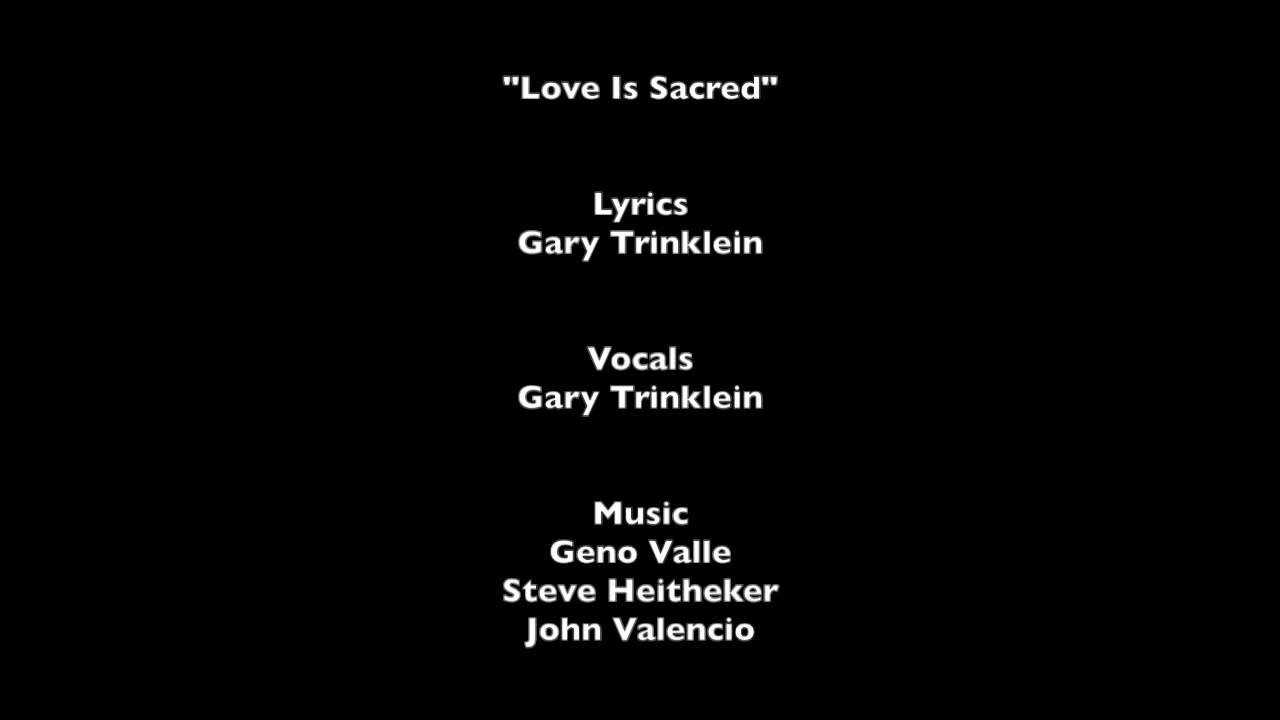 "Love Is Sacred"
Lyrics
Gary Trinklein
Vocals
Gary Trinklein
Music
Geno Valle
Steve Heitheker
John Valencio